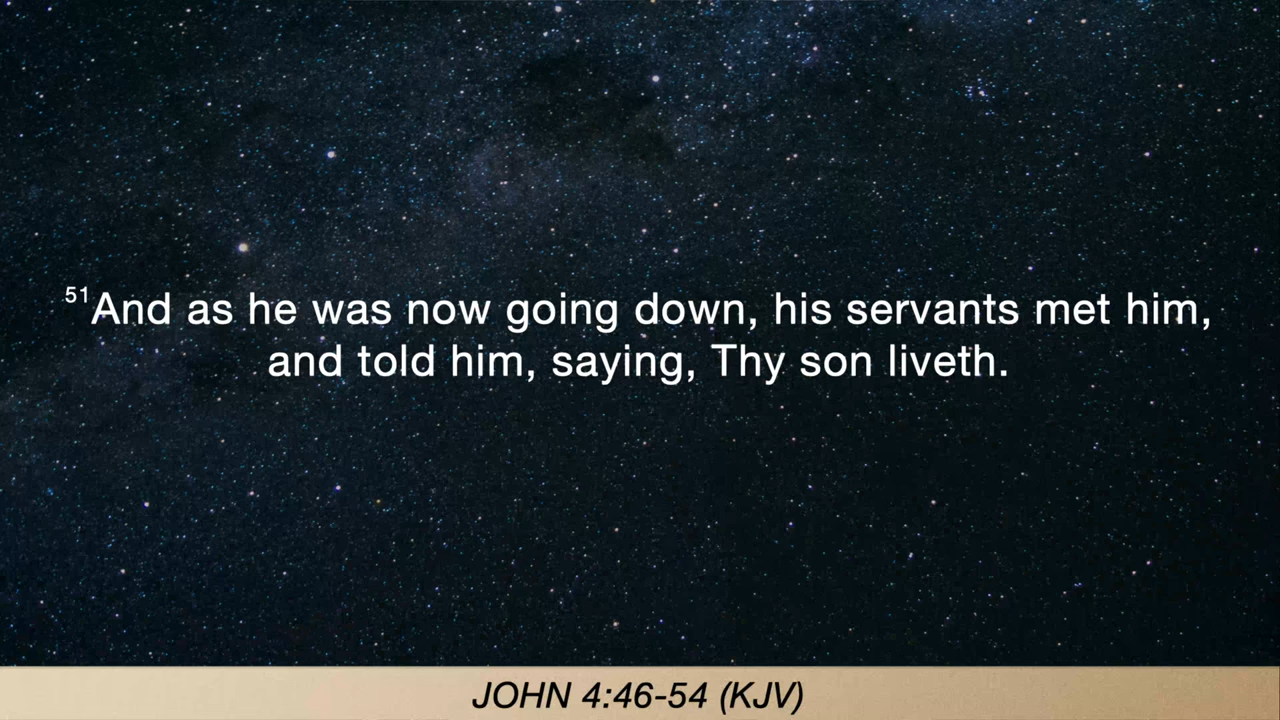 51And as he was now going down, his servants met him,
and told him, saying, Thy son liveth.
JOHN 4:46-54 (KJV)